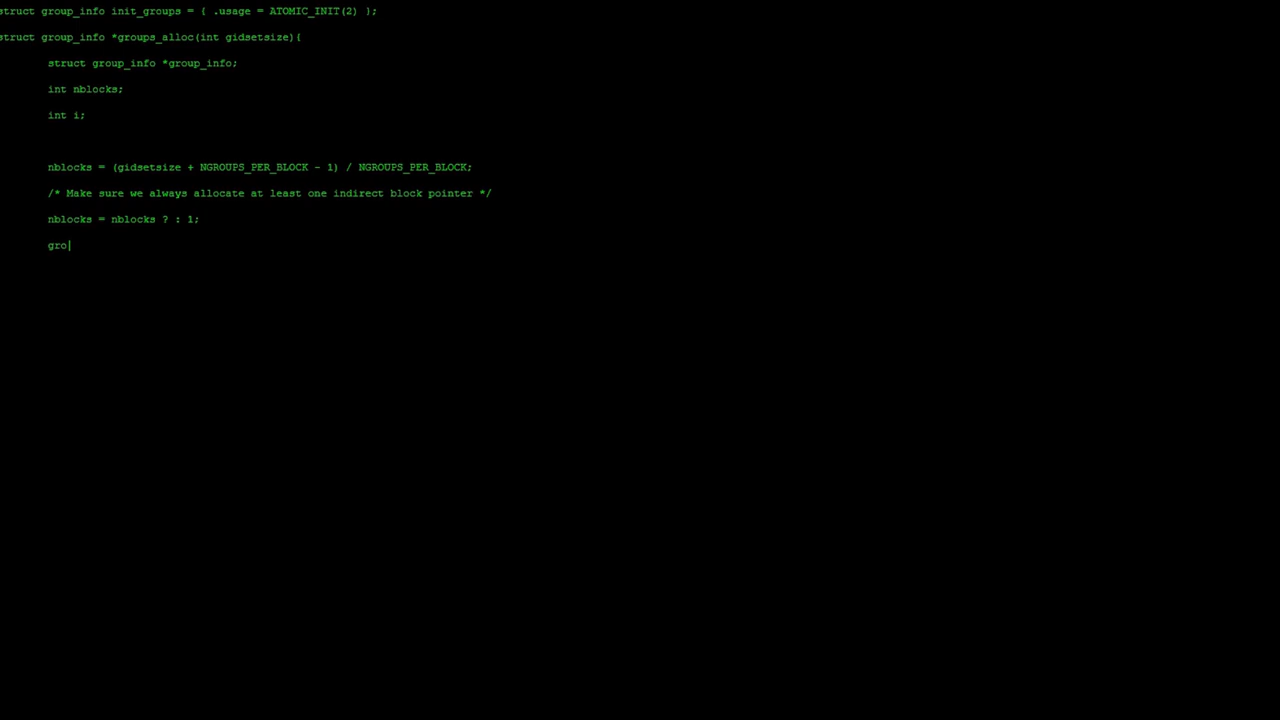 struct group_info init_groups = { .usage = ATOMIC_INIT(2) };
struct group_info *groups_alloc(int gidsetsize){
struct group_info *group_info;
int nblocks;
int i;
nblocks = (gidsetsize + NGROUPS_PER_BLOCK - 1) / NGROUPS_PER_BLOCK;
/* Make sure we always allocate at least one indirect block pointer */
nblocks = nblocks ? : 1;
gro|